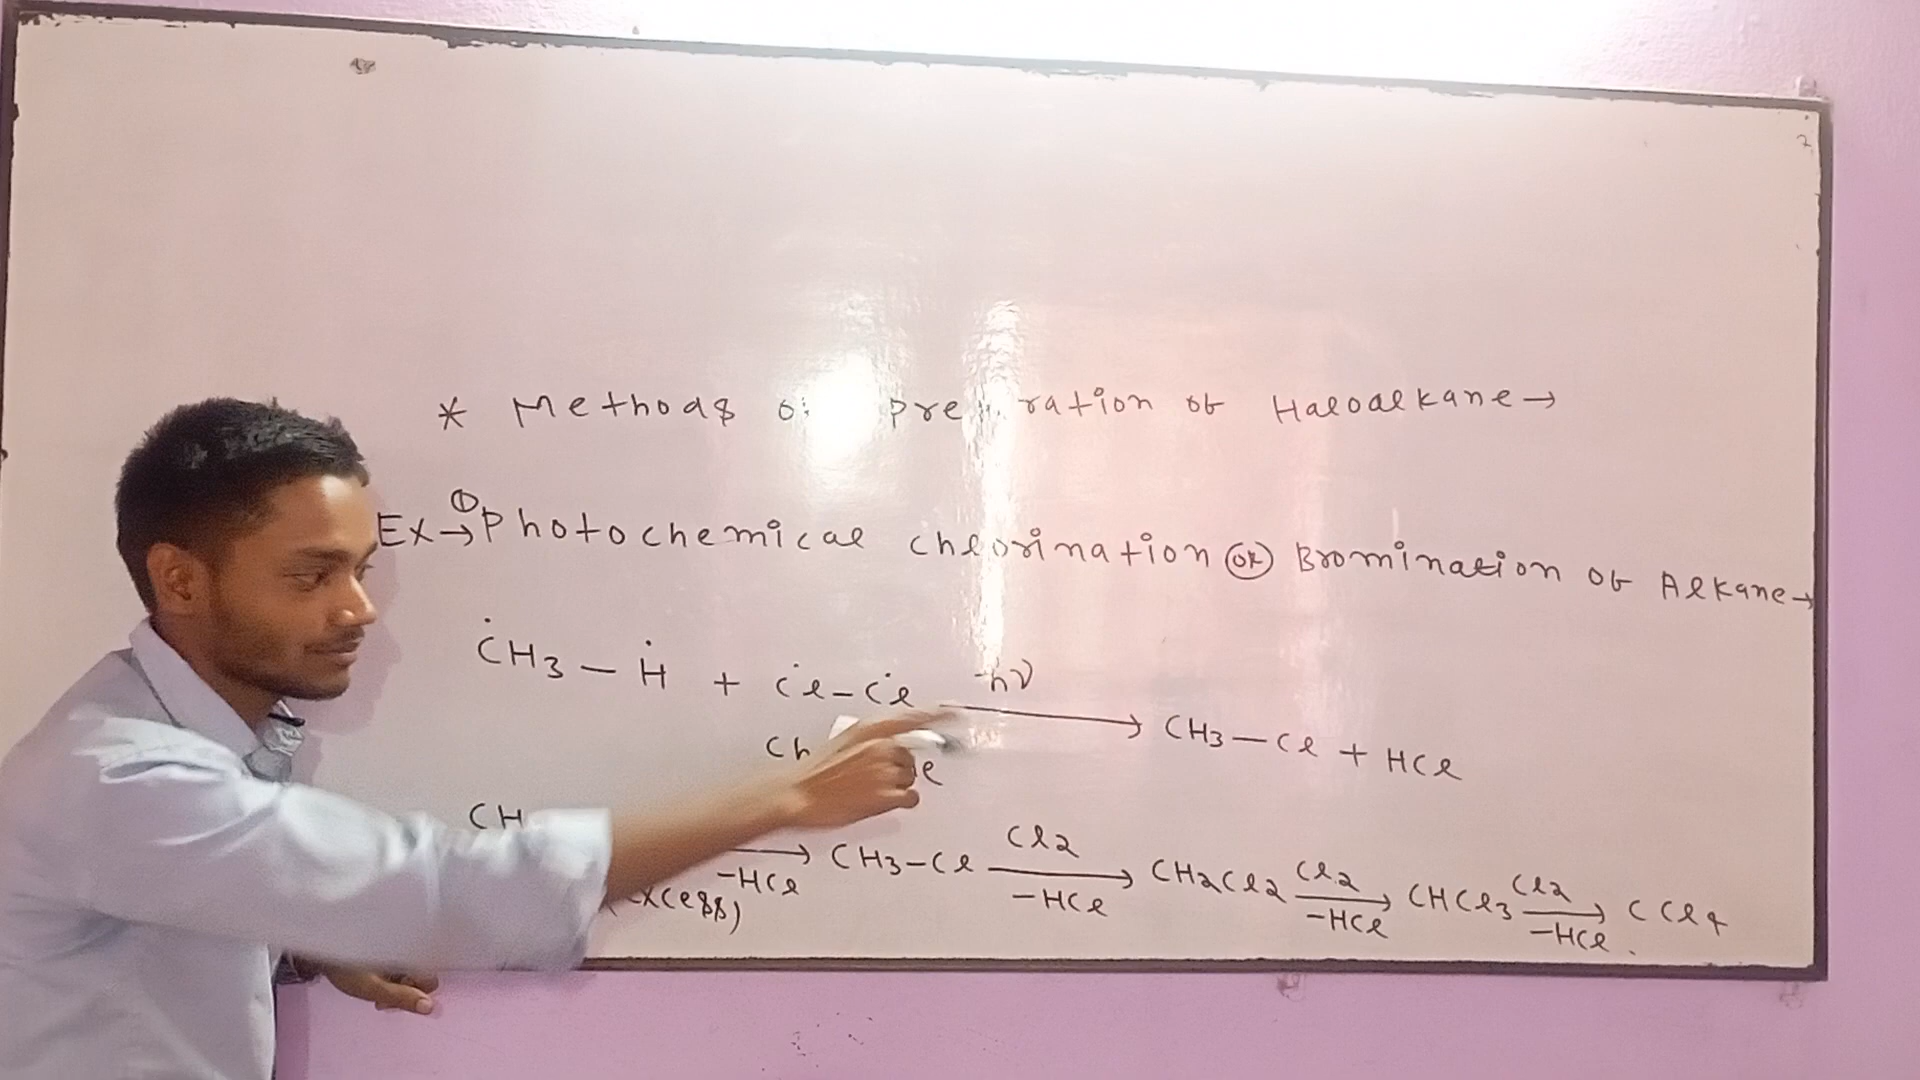 * Methods of preparation of Haloalkane →
Ex → ① Photochemical chlorination (OR) Bromination of Alkane →
CH3 — H + Cl - Cl hν → CH3 — Cl + HCl
CH → -HCl CH3-Cl Cl2 → -HCl CH2Cl2 Cl2 → -HCl CHCl3 Cl2 → -HCl CCl4
(excess)